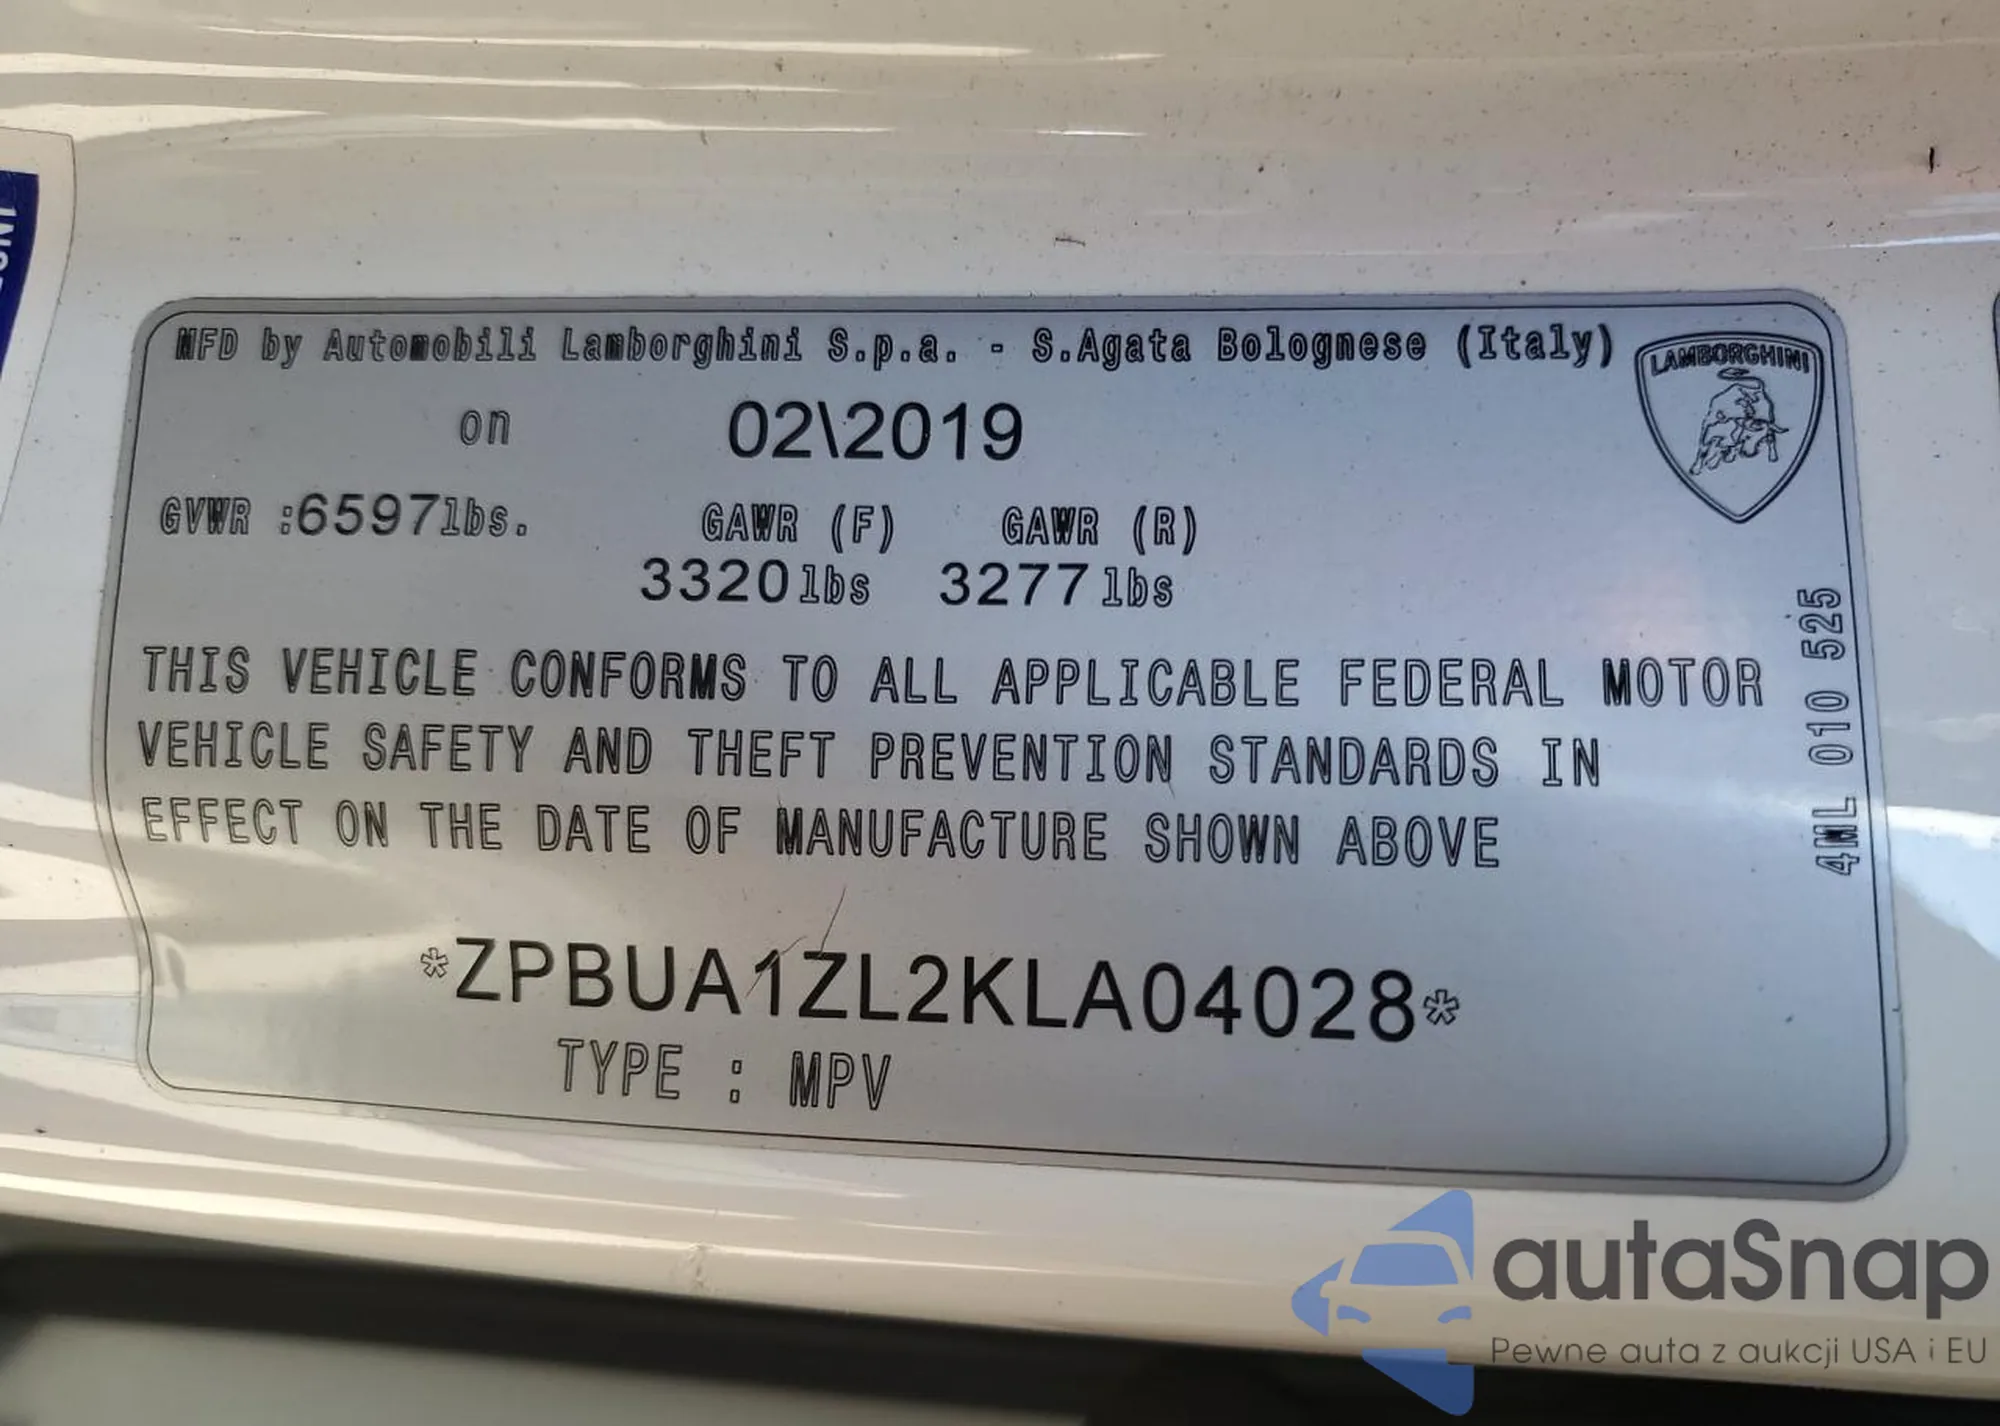 MFD by Automobili Lamborghini S.p.a. - S.Agata Bolognese (Italy)
LAMBORGHINI
on 02\2019
GVWR :6597lbs. GAWR (F) GAWR (R)
3320lbs 3277lbs
THIS VEHICLE CONFORMS TO ALL APPLICABLE FEDERAL MOTOR
VEHICLE SAFETY AND THEFT PREVENTION STANDARDS IN
EFFECT ON THE DATE OF MANUFACTURE SHOWN ABOVE
4ML 010 525
*ZPBUA1ZL2KLA04028*
TYPE : MPV
autaSnap
Pewne auta z aukcji USA i EU